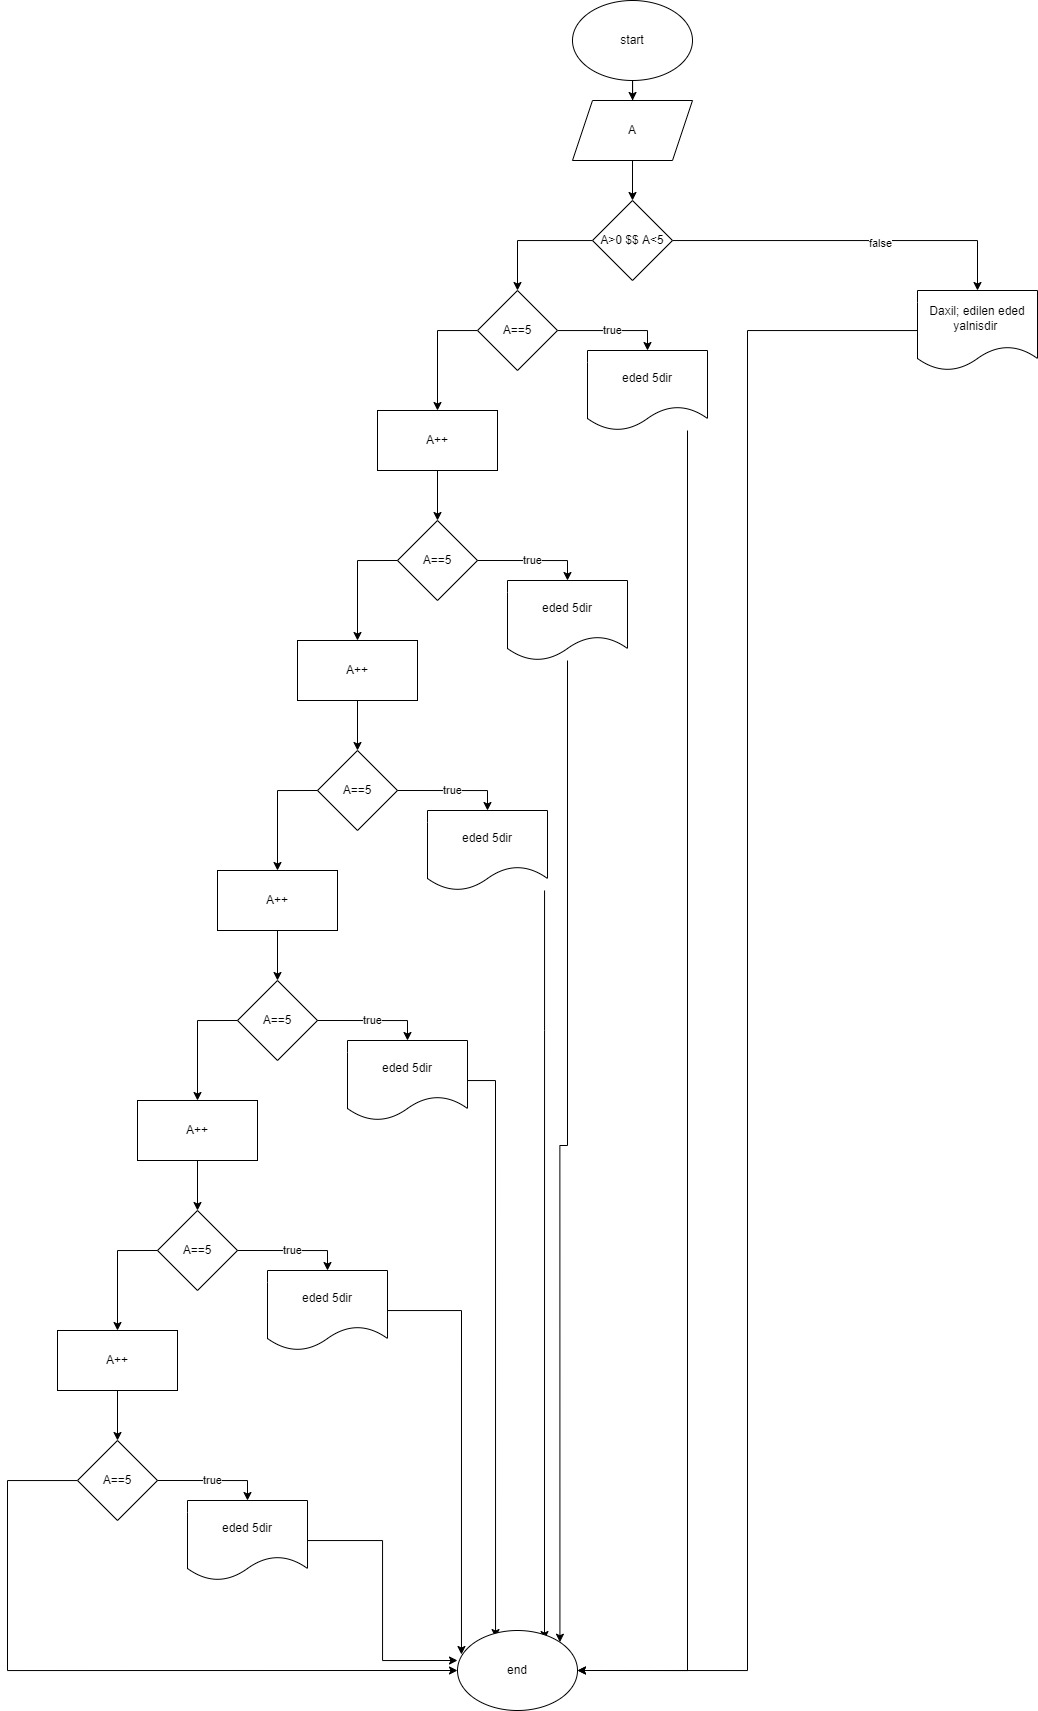 start
A
A>0 $$ A<5
false
Daxil; edilen eded
yalnisdir
A==5
true
eded 5dir
A++
A==5
true
eded 5dir
A++
A==5
true
eded 5dir
A++
A==5
true
eded 5dir
A++
A==5
true
eded 5dir
A++
A==5
true
eded 5dir
end